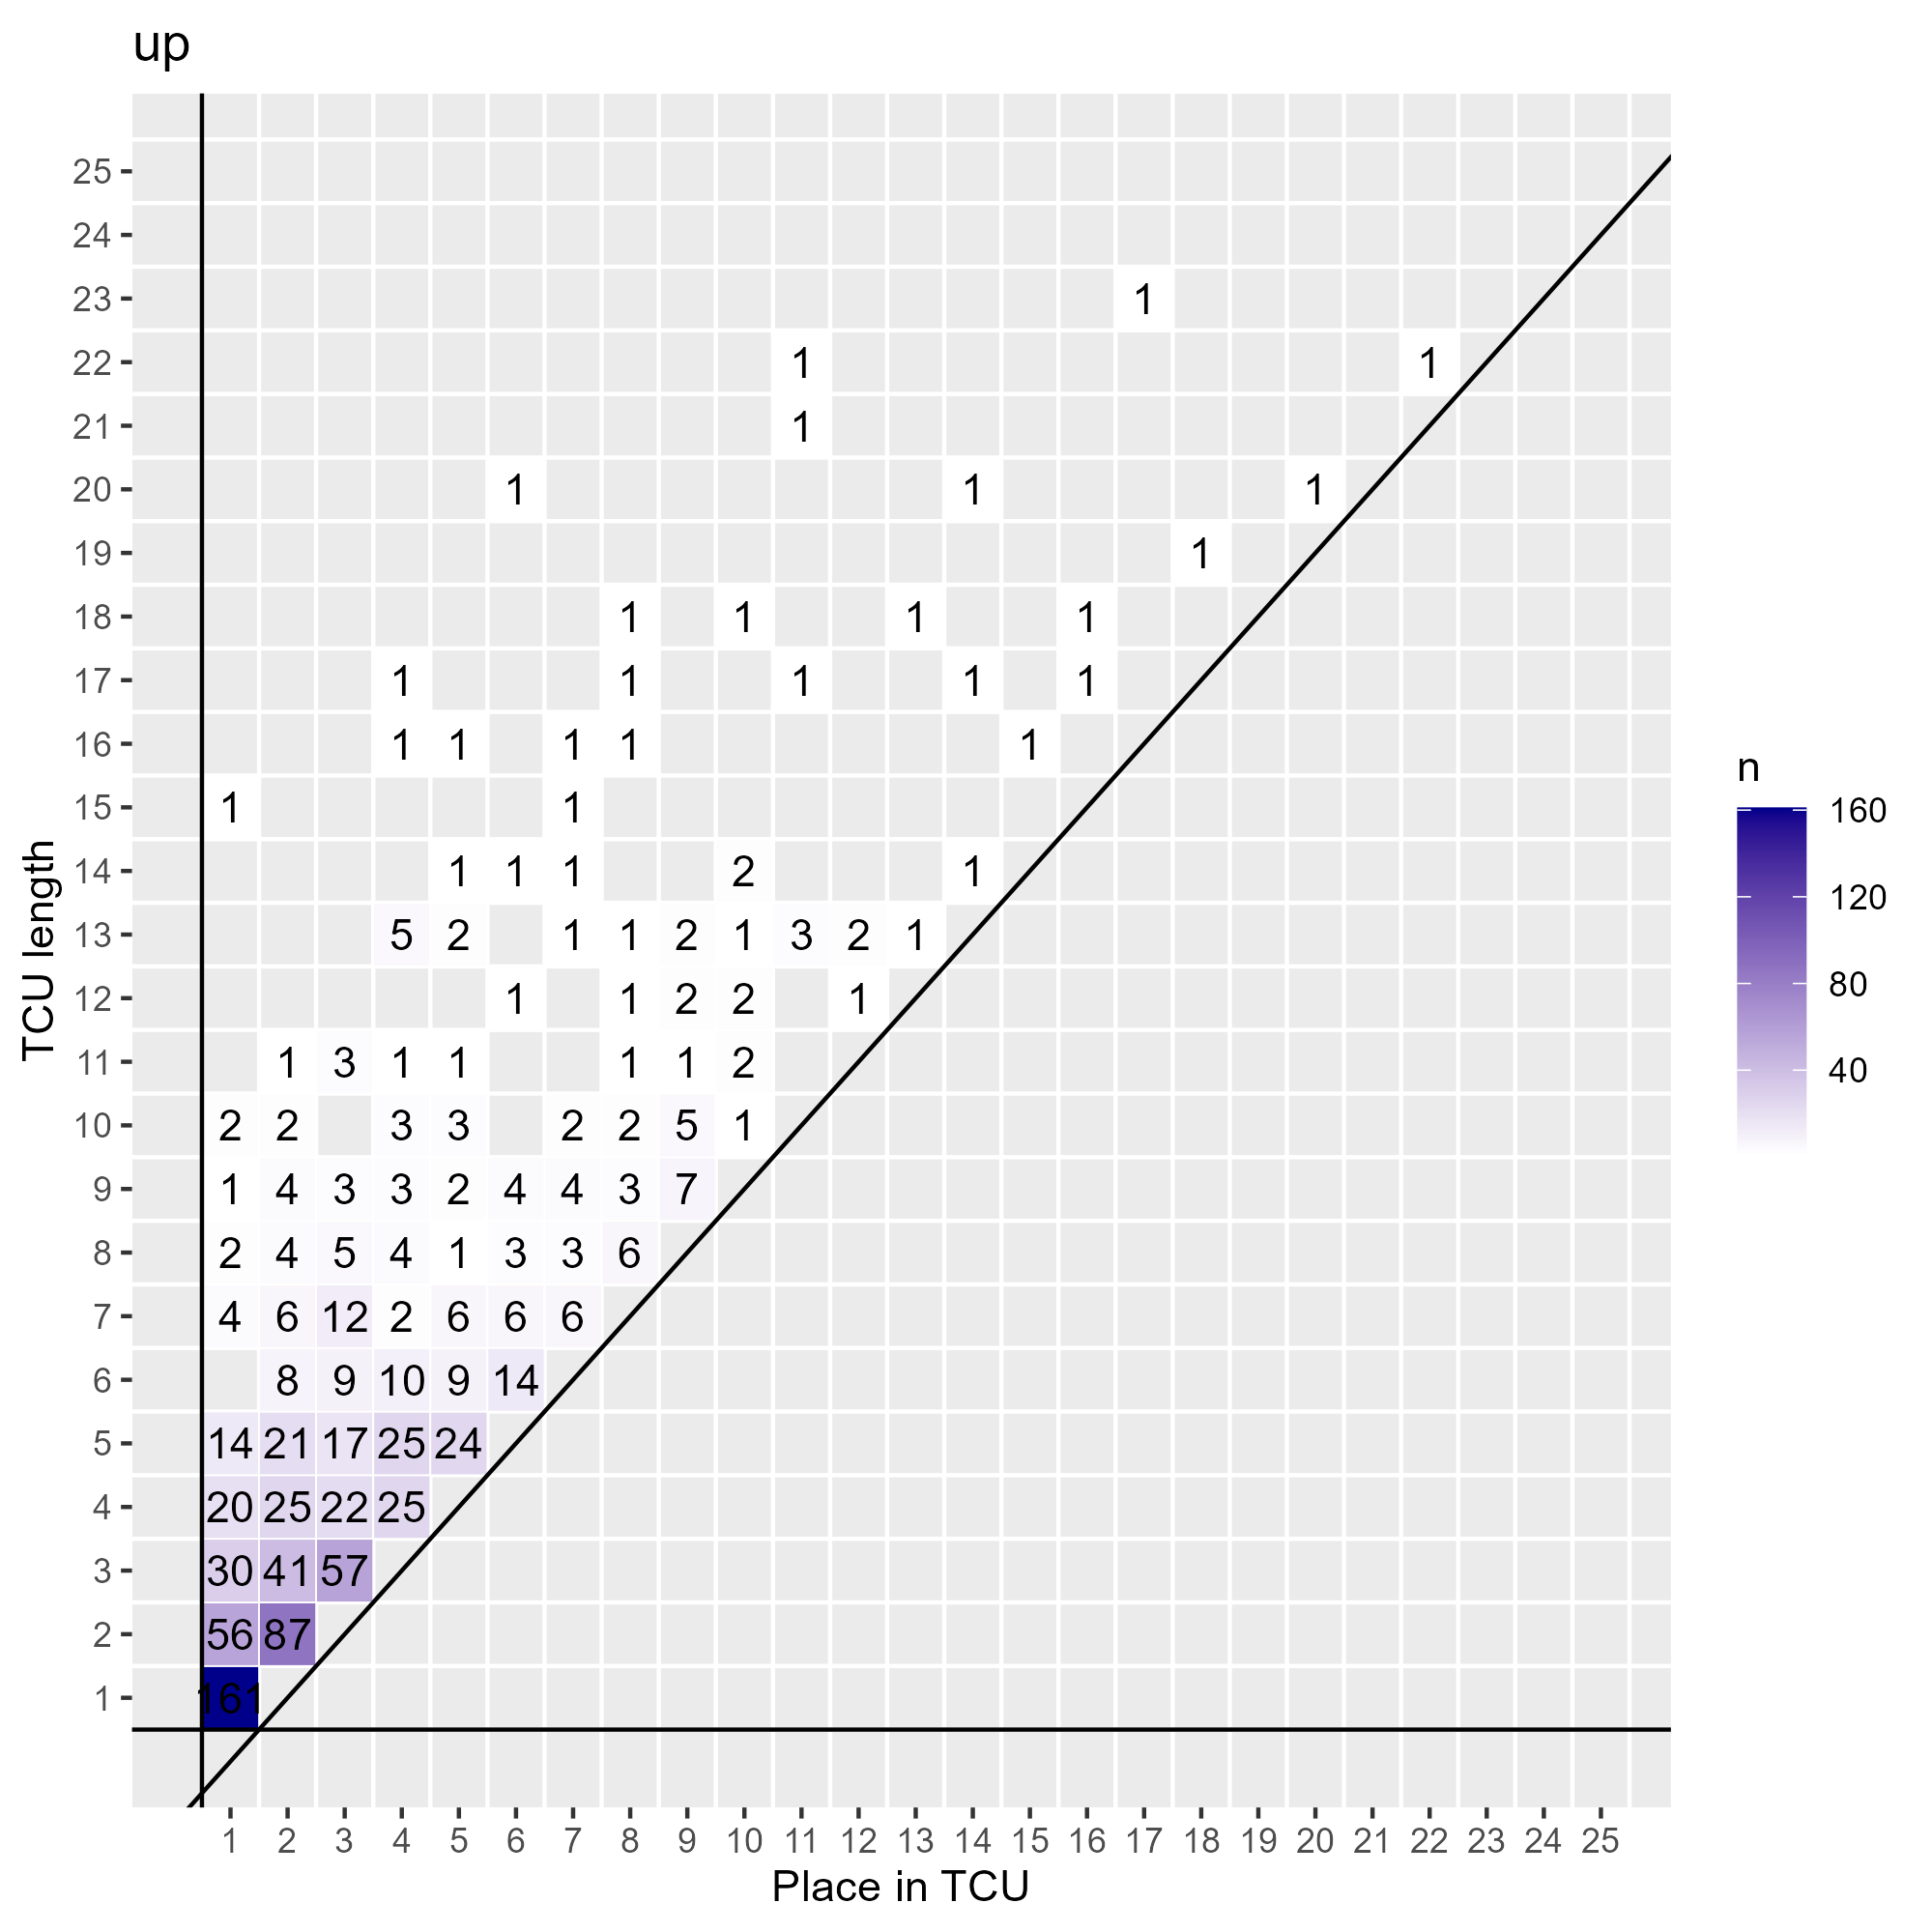 up
25
24
23 1
22 1 1
21 1
20 1 1 1
19 1
18 1 1 1 1
17 1 1 1 1 1
16 1 1 1 1 1
15 1 1
14 1 1 1 2 1
13 5 2 1 1 2 1 3 2 1
12 1 1 2 2 1
11 1 3 1 1 1 1 2
10 2 2 3 3 2 2 5 1
9 1 4 3 3 2 4 4 3 7
8 2 4 5 4 1 3 3 6
7 4 6 12 2 6 6 6
6 8 9 10 9 14
5 14 21 17 25 24
4 20 25 22 25
3 30 41 57
2 56 87
1 161
1 2 3 4 5 6 7 8 9 10 11 12 13 14 15 16 17 18 19 20 21 22 23 24 25
Place in TCU
TCU length
n
160
120
80
40